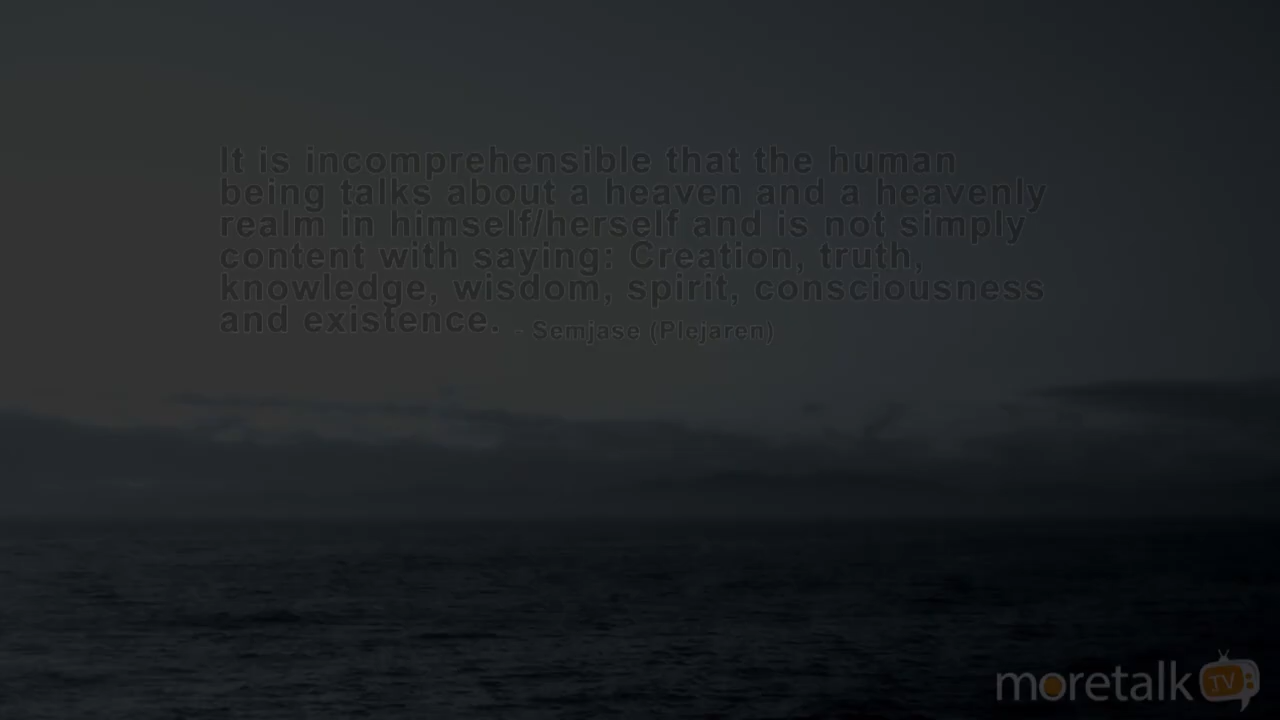 It is incomprehensible that the human
being talks about a heaven and a heavenly
realm in himself/herself and is not simply
content with saying: Creation, truth,
knowledge, wisdom, spirit, consciousness
and existence. - Semjase (Plejaren)
moretalk TV